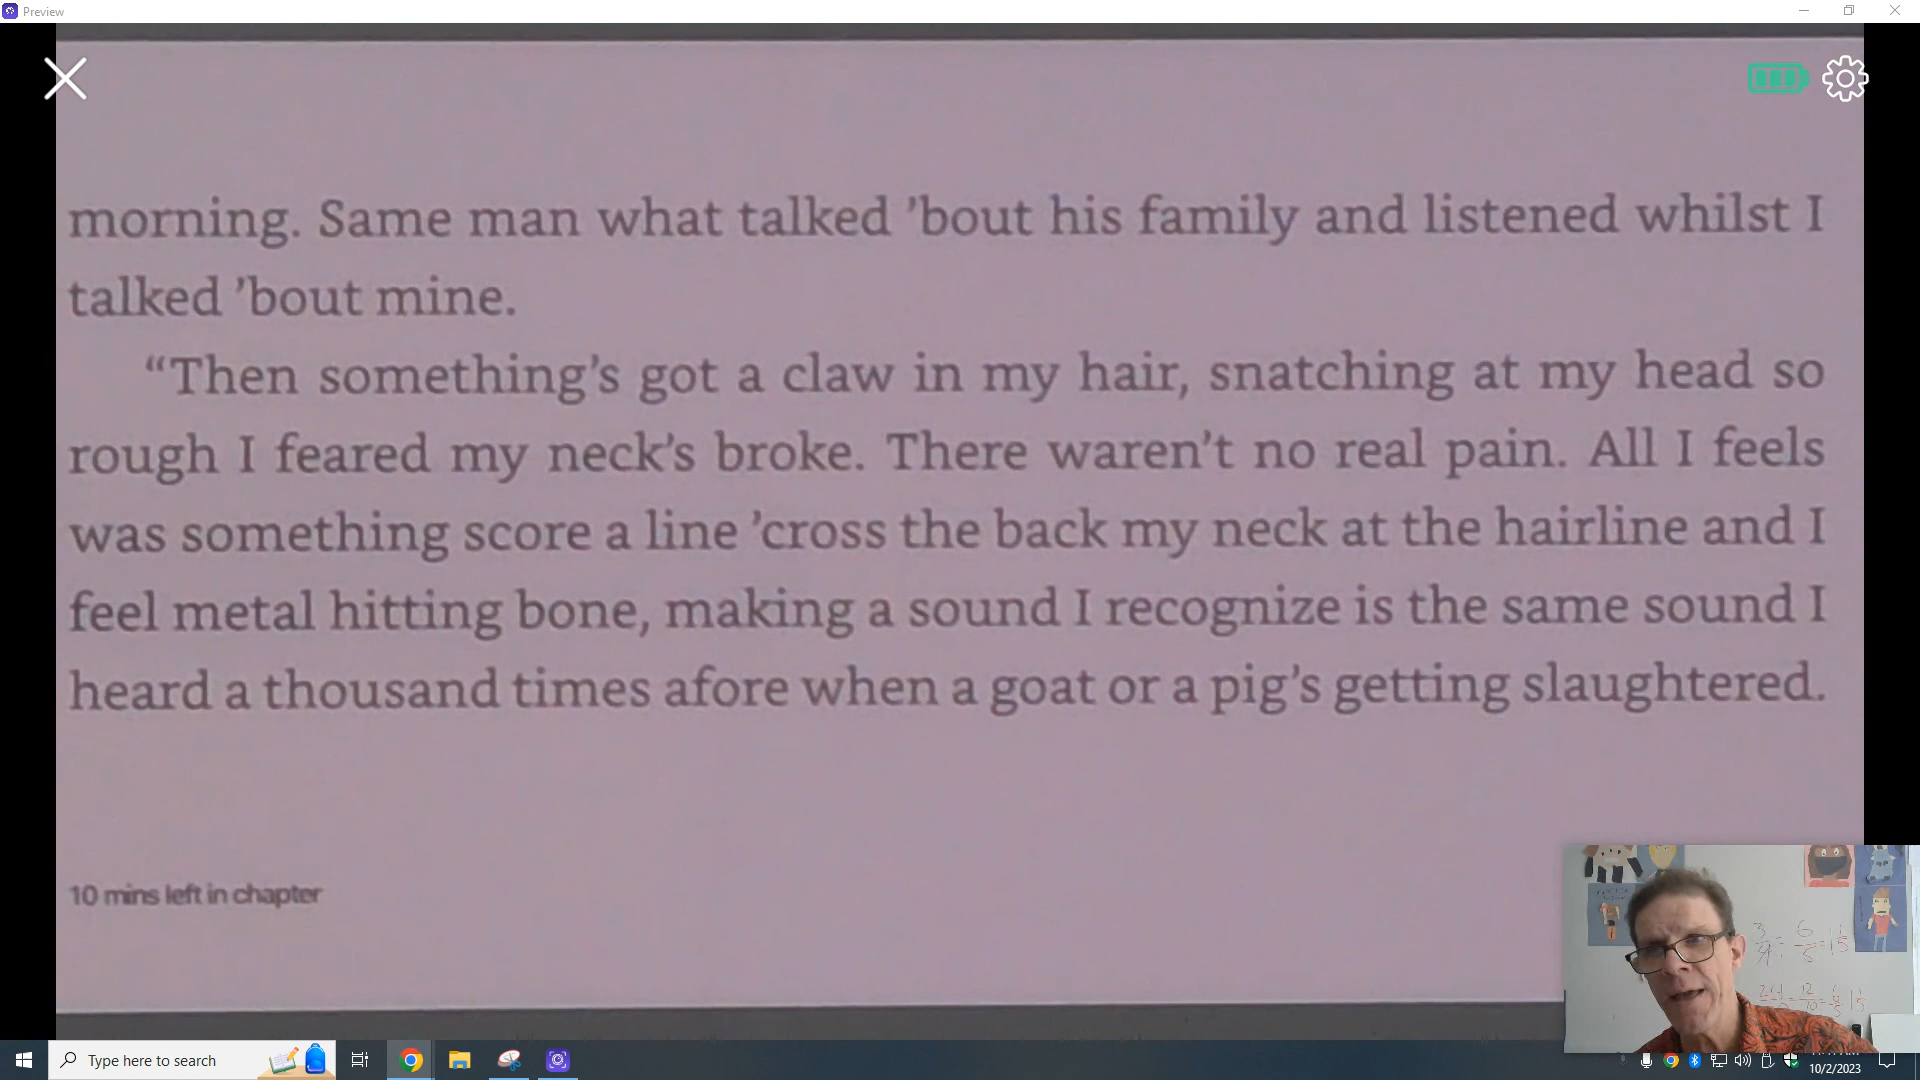 Preview
morning. Same man what talked ’bout his family and listened whilst I
talked ’bout mine.
“Then something’s got a claw in my hair, snatching at my head so
rough I feared my neck’s broke. There waren’t no real pain. All I feels
was something score a line ’cross the back my neck at the hairline and I
feel metal hitting bone, making a sound I recognize is the same sound I
heard a thousand times afore when a goat or a pig’s getting slaughtered.
10 mins left in chapter
Type here to search
10/2/2023